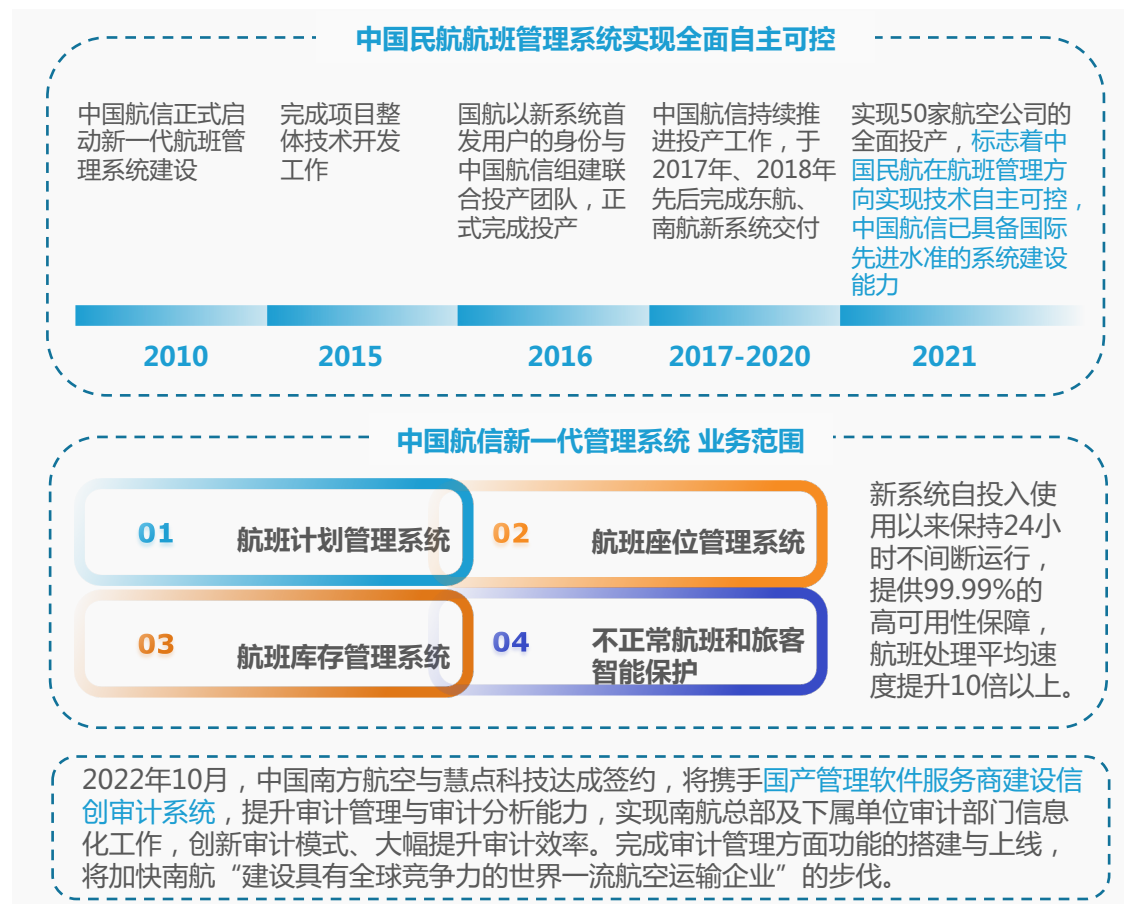 中国民航航班管理系统实现全面自主可控
中国航信正式启
动新一代航班管
理系统建设
完成项目整
体技术开发
工作
国航以新系统首
发用户的身份与
中国航信组建联
合投产团队，正
式完成投产
中国航信持续推
进投产工作，于
2017年、2018年
先后完成东航、
南航新系统交付
实现50家航空公司的
全面投产，标志着中
国民航在航班管理方
向实现技术自主可控，
中国航信已具备国际
先进水准的系统建设
能力
2010
2015
2016
2017-2020
2021
中国航信新一代管理系统 业务范围
01
航班计划管理系统
02
航班座位管理系统
03
航班库存管理系统
04
不正常航班和旅客
智能保护
新系统自投入使
用以来保持24小
时不间断运行，
提供99.99%的
高可用性保障，
航班处理平均速
度提升10倍以上。
2022年10月，中国南方航空与慧点科技达成签约，将携手国产管理软件服务商建设信
创审计系统，提升审计管理与审计分析能力，实现南航总部及下属单位审计部门信息
化工作，创新审计模式、大幅提升审计效率。完成审计管理方面功能的搭建与上线，
将加快南航“建设具有全球竞争力的世界一流航空运输企业”的步伐。